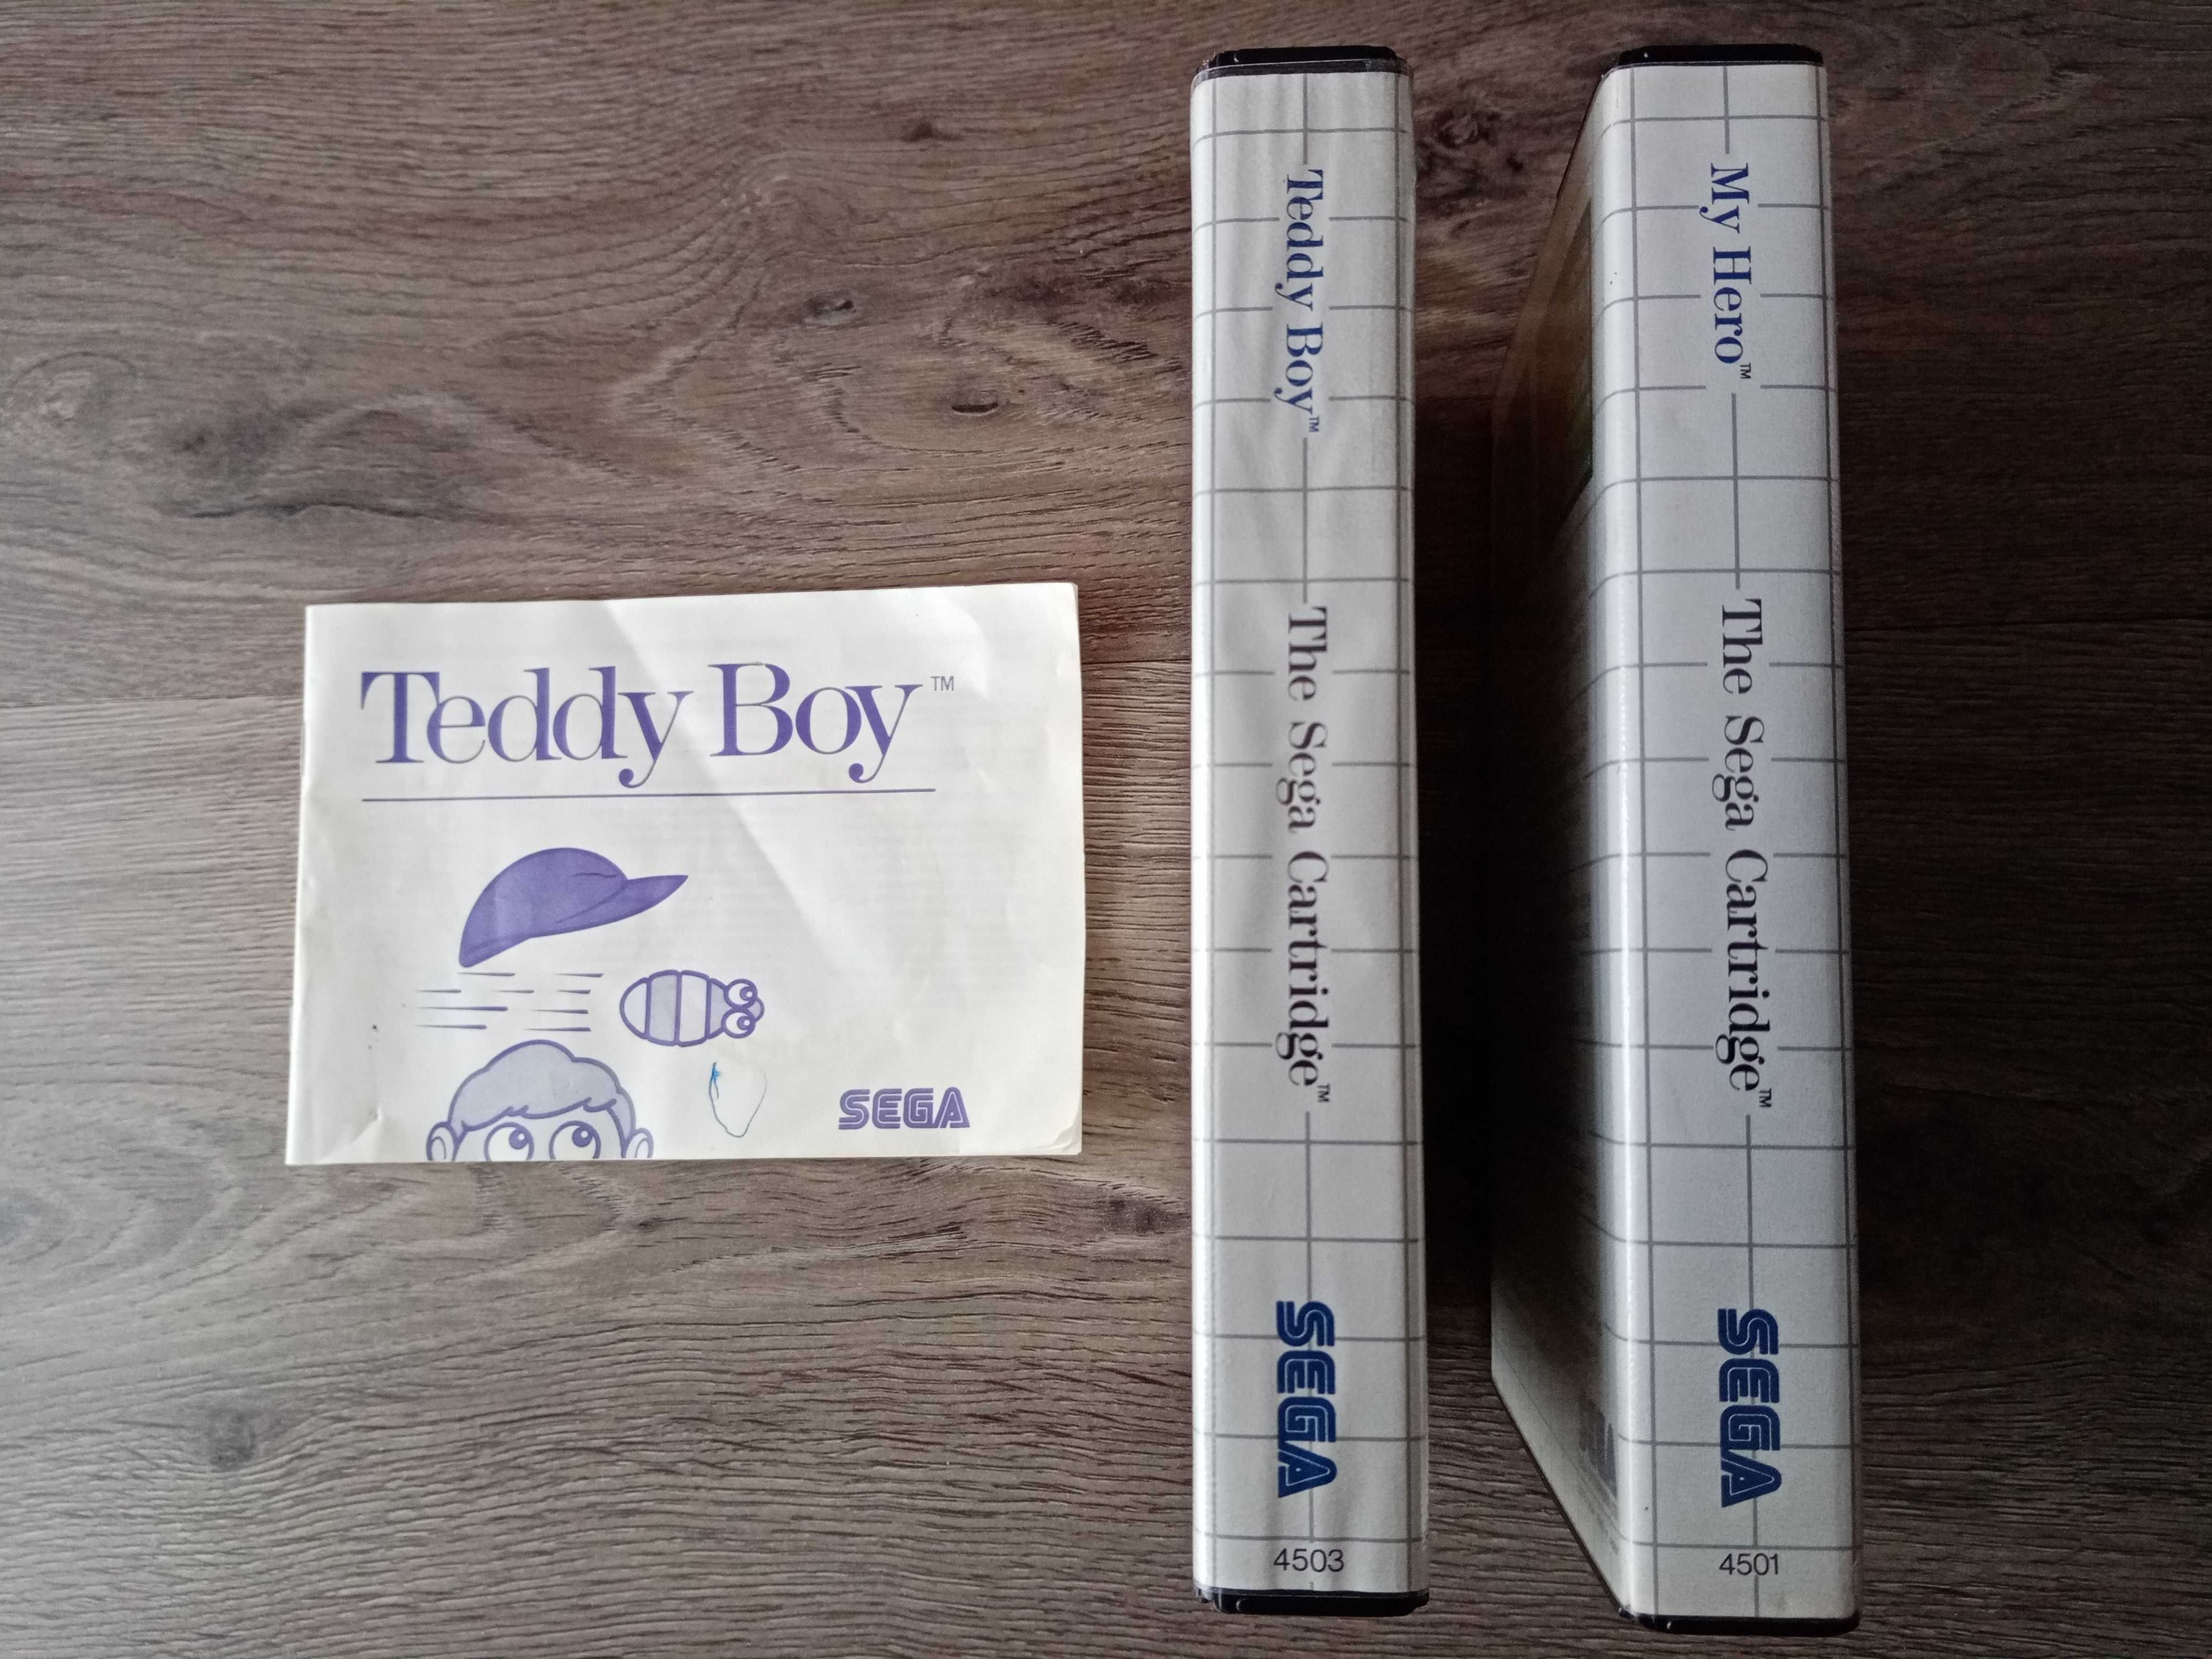 Teddy Boy™
SEGA
Teddy Boy™
The Sega Cartridge™
SEGA
4503
My Hero™
The Sega Cartridge™
SEGA
4501